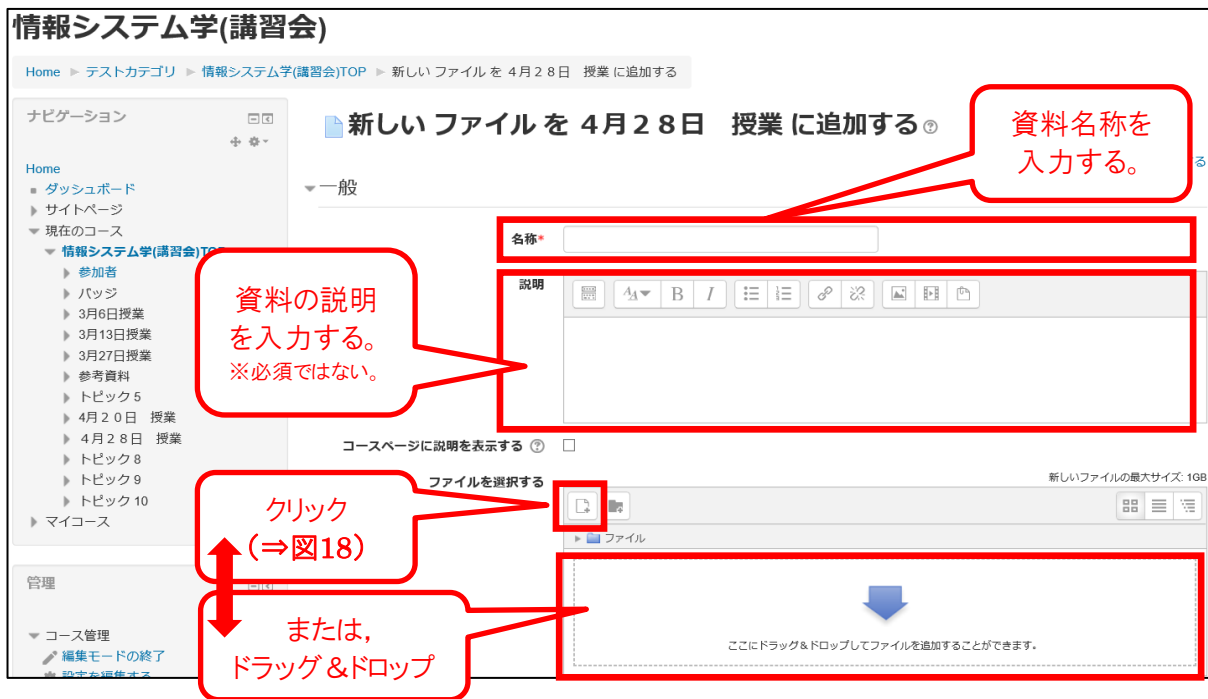 情報システム学(講習会)
Home ▶ テストカテゴリ ▶ 情報システム学(講習会)TOP ▶ 新しい ファイル を 4月２8日　授業 に追加する
ナビゲーション
Home
ダッシュボード
サイトページ
現在のコース
情報システム学(講習会)TOP
参加者
バッジ
3月6日授業
3月13日授業
3月27日授業
参考資料
トピック 5
4月２０日　授業
４月２8日　授業
トピック 8
トピック 9
トピック 10
マイコース
管理
コース管理
編集モードの終了
設定を編集する
新しい ファイル を ４月２８日　授業 に追加する
資料名称を
入力する。
る
一般
名称*
資料の説明
を入力する。
※必須ではない。
説明
B I
コースページに説明を表示する
ファイルを選択する
新しいファイルの最大サイズ: 1GB
クリック
(⇒図18)
ファイル
または，
ドラッグ＆ドロップ
ここにドラッグ&ドロップしてファイルを追加することができます。